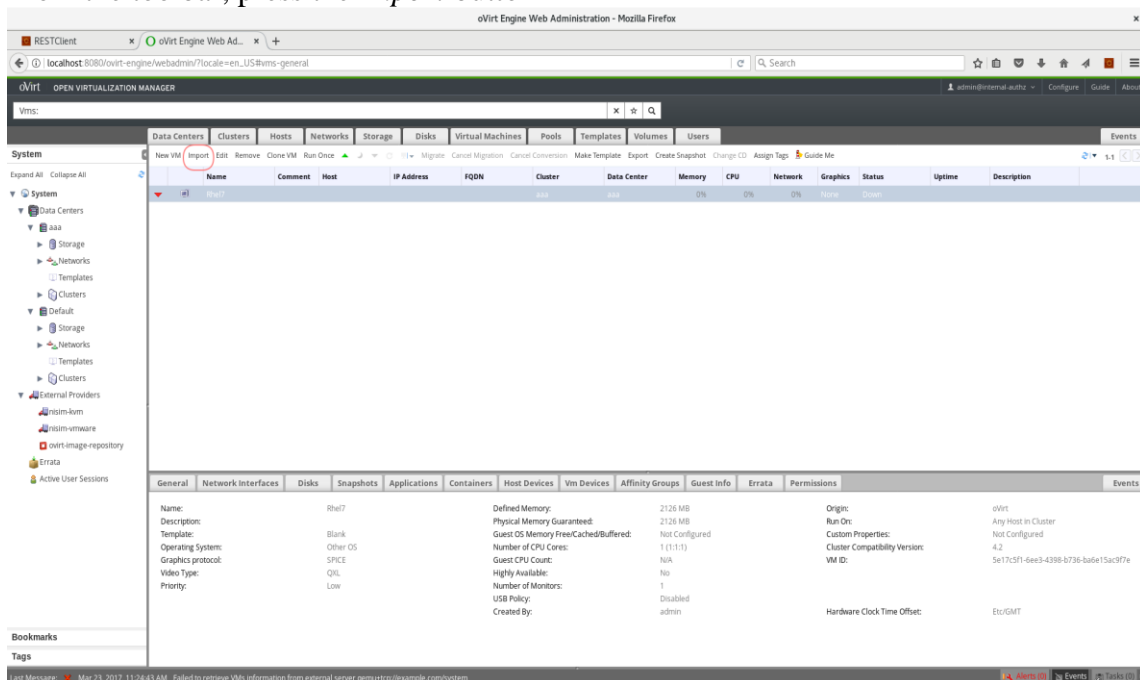 oVirt Engine Web Administration - Mozilla Firefox
RESTClient × oVirt Engine Web Ad... × +
localhost:8080/ovirt-engine/webadmin/?locale=en_US#vms-general Search
oVirt OPEN VIRTUALIZATION MANAGER admin@internal-authz Configure Guide About
Vms:
Data Centers Clusters Hosts Networks Storage Disks Virtual Machines Pools Templates Volumes Users Events
System New VM Import Edit Remove Clone VM Run Once Migrate Cancel Migration Cancel Conversion Make Template Export Create Snapshot Change CD Assign Tags Guide Me 1-1
Expand All Collapse All
Name Comment Host IP Address FQDN Cluster Data Center Memory CPU Network Graphics Status Uptime Description
Rhel7 aaa aaa 0% 0% 0% None Down
System
Data Centers
aaa
Storage
Networks
Templates
Clusters
Default
Storage
Networks
Templates
Clusters
External Providers
nisim-kvm
nisim-vmware
ovirt-image-repository
Errata
Active User Sessions
General Network Interfaces Disks Snapshots Applications Containers Host Devices Vm Devices Affinity Groups Guest Info Errata Permissions Events
Name: Rhel7 Defined Memory: 2126 MB Origin: oVirt
Description: Physical Memory Guaranteed: 2126 MB Run On: Any Host in Cluster
Template: Blank Guest OS Memory Free/Cached/Buffered: Not Configured Custom Properties: Not Configured
Operating System: Other OS Number of CPU Cores: 1 (1:1:1) Cluster Compatibility Version: 4.2
Graphics protocol: SPICE Guest CPU Count: N/A VM ID: 5e17c5f1-6ee3-4398-b736-ba6e15ac9f7e
Video Type: QXL Highly Available: No
Priority: Low Number of Monitors: 1
USB Policy: Disabled
Created By: admin Hardware Clock Time Offset: Etc/GMT
Bookmarks
Tags
Last Message: Mar 23, 2017, 11:24:43 AM Failed to retrieve VMs information from external server qemu+tcp://example.com/system Alerts (0) Events Tasks (0)